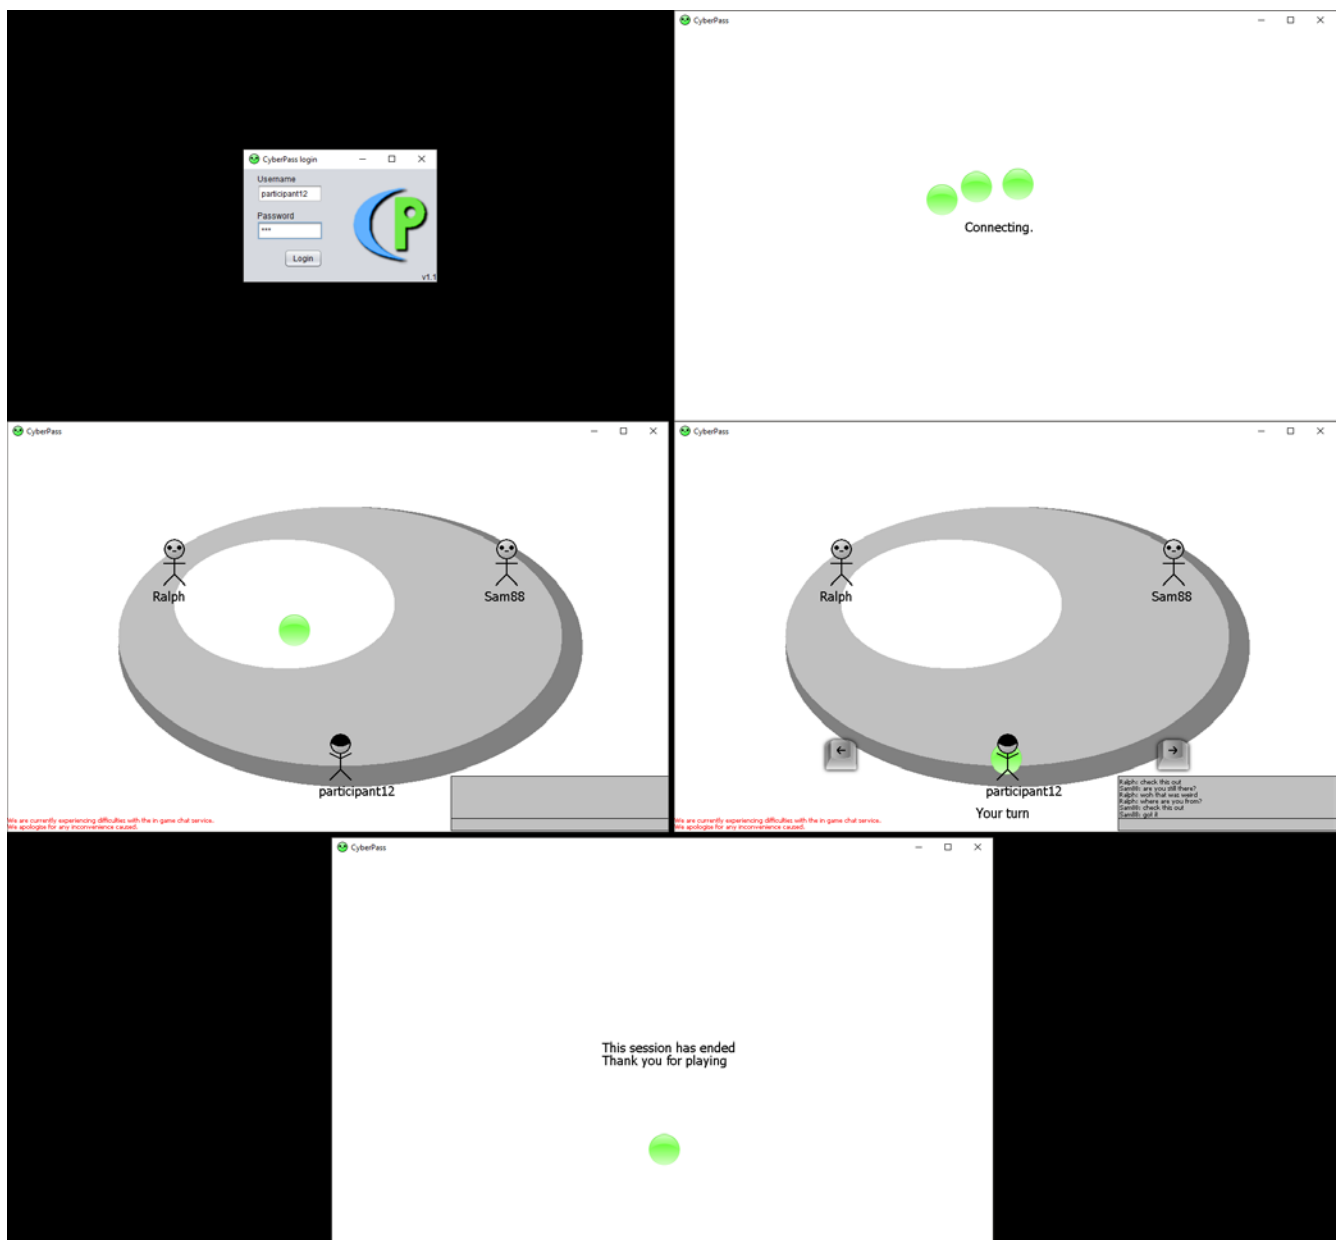 CyberPass login
Username
participant12
Password
***
Login
v1.1
CP
CyberPass
Connecting.
CyberPass
Ralph
Sam88
participant12
We are currently experiencing difficulties with the in game chat service.
We apologise for any inconvenience caused.
CyberPass
Ralph
Sam88
participant12
Your turn
We are currently experiencing difficulties with the in game chat service.
We apologise for any inconvenience caused.
Ralph: check this out
Sam88: are you still there?
Ralph: woh that was weird
Ralph: where are you from?
Sam88: check this out
Sam88: got it
CyberPass
This session has ended
Thank you for playing